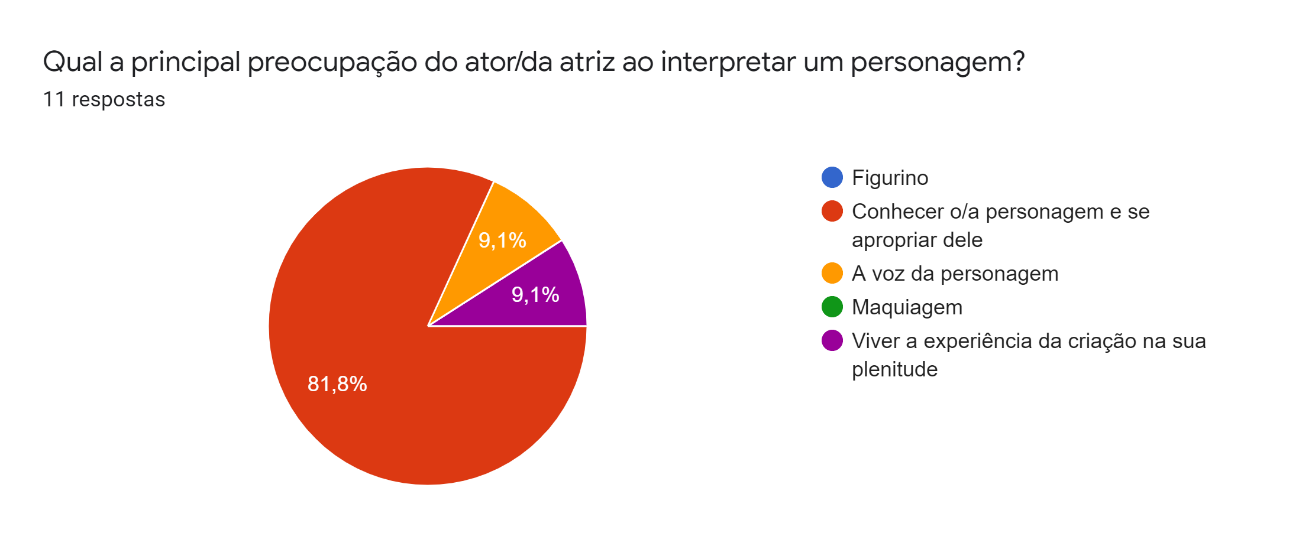 Qual a principal preocupação do ator/da atriz ao interpretar um personagem?
11 respostas
9,1%
9,1%
81,8%
Figurino
Conhecer o/a personagem e se
apropriar dele
A voz da personagem
Maquiagem
Viver a experiência da criação na sua
plenitude